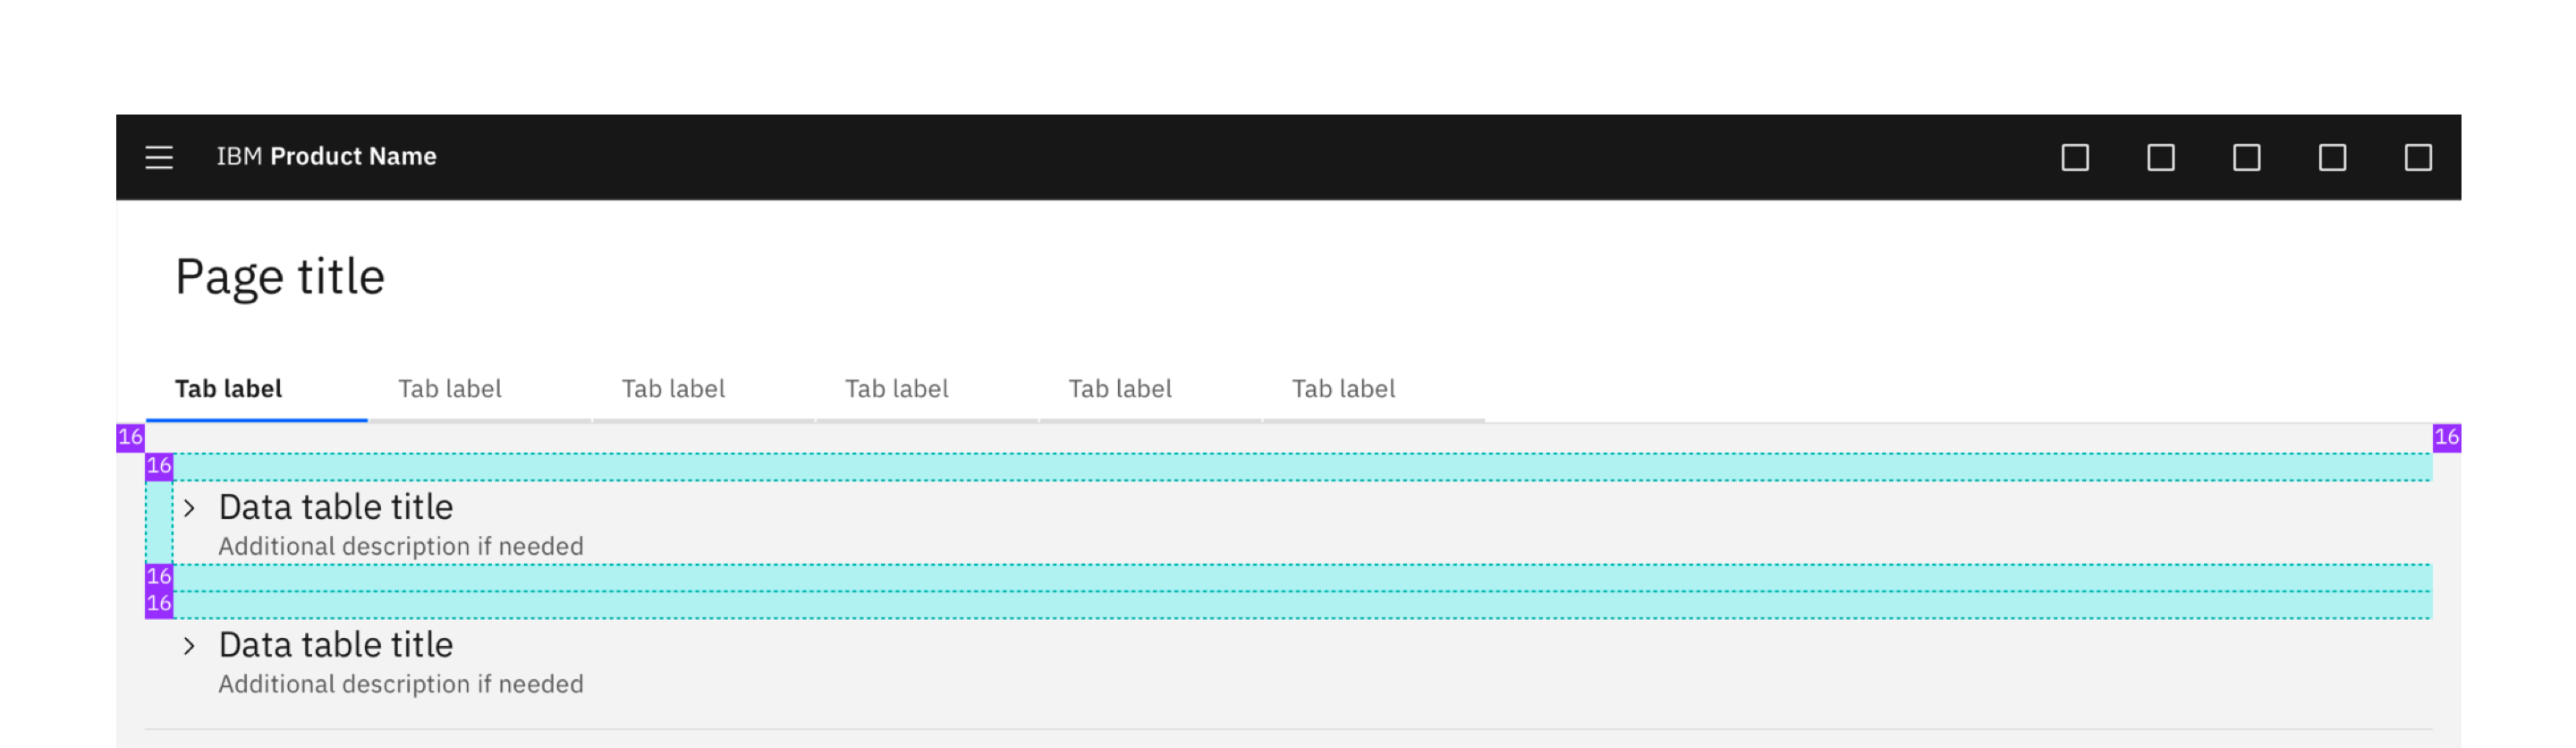 IBM Product Name
Page title
Tab label Tab label Tab label Tab label Tab label Tab label
16 16
16
Data table title
Additional description if needed
16
16
Data table title
Additional description if needed